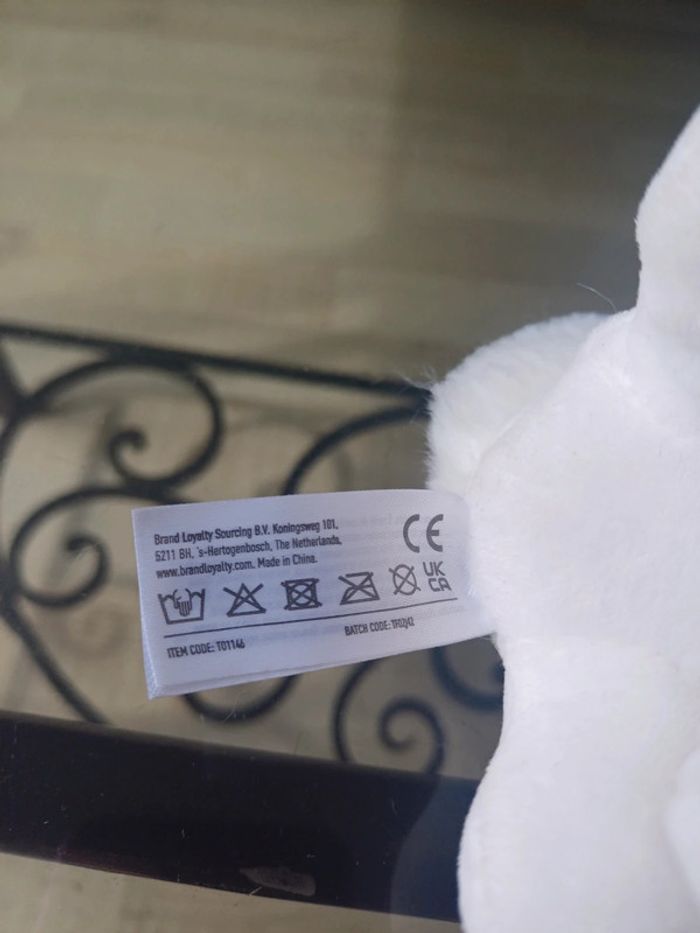 Brand Loyalty Sourcing B.V. Koningsweg 101,
5211 BH, 's-Hertogenbosch, The Netherlands,
www.brandloyalty.com. Made in China.
CE
UK
CA
ITEM CODE: T01146
BATCH CODE: TF02J42